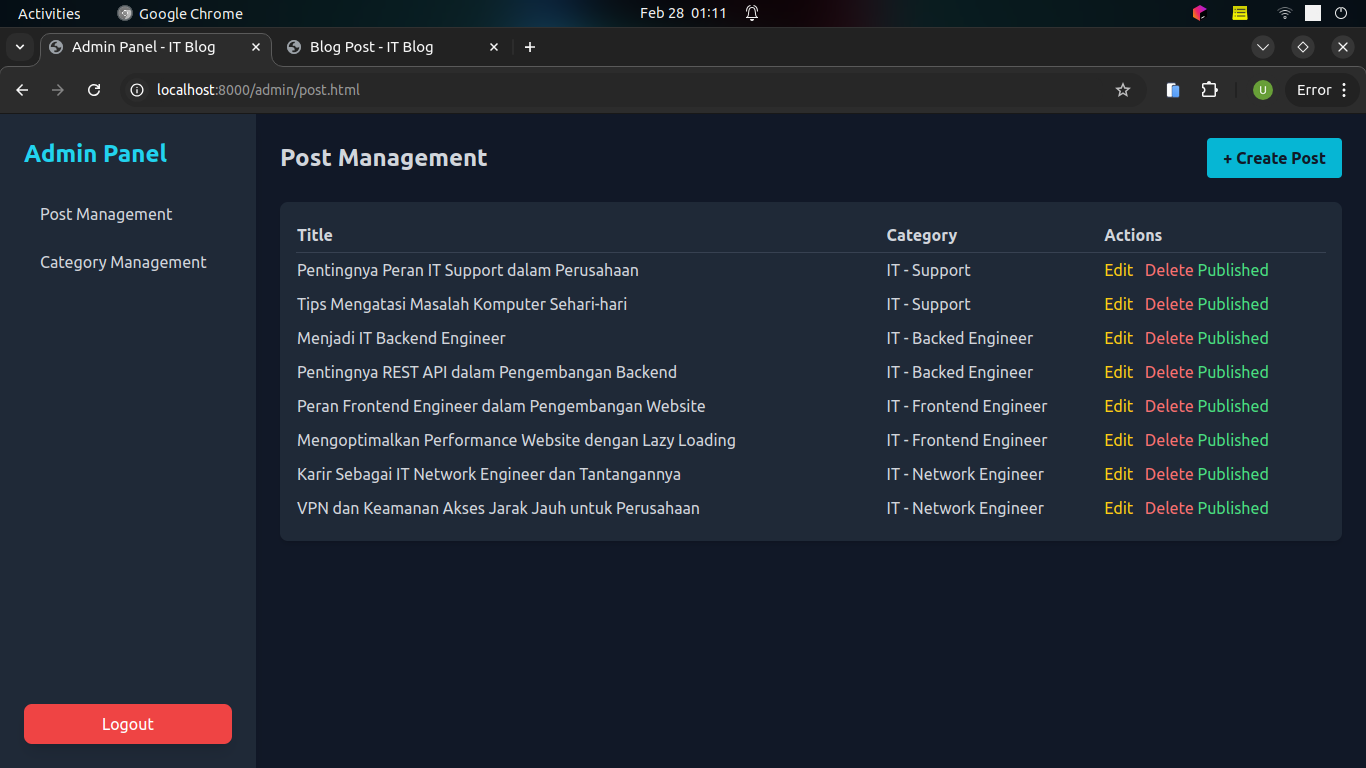 Activities Google Chrome Feb 28 01:11
Admin Panel - IT Blog Blog Post - IT Blog
localhost:8000/admin/post.html U Error
Admin Panel
Post Management
Category Management
Logout
Post Management + Create Post
Title Category Actions
Pentingnya Peran IT Support dalam Perusahaan IT - Support Edit Delete Published
Tips Mengatasi Masalah Komputer Sehari-hari IT - Support Edit Delete Published
Menjadi IT Backend Engineer IT - Backed Engineer Edit Delete Published
Pentingnya REST API dalam Pengembangan Backend IT - Backed Engineer Edit Delete Published
Peran Frontend Engineer dalam Pengembangan Website IT - Frontend Engineer Edit Delete Published
Mengoptimalkan Performance Website dengan Lazy Loading IT - Frontend Engineer Edit Delete Published
Karir Sebagai IT Network Engineer dan Tantangannya IT - Network Engineer Edit Delete Published
VPN dan Keamanan Akses Jarak Jauh untuk Perusahaan IT - Network Engineer Edit Delete Published